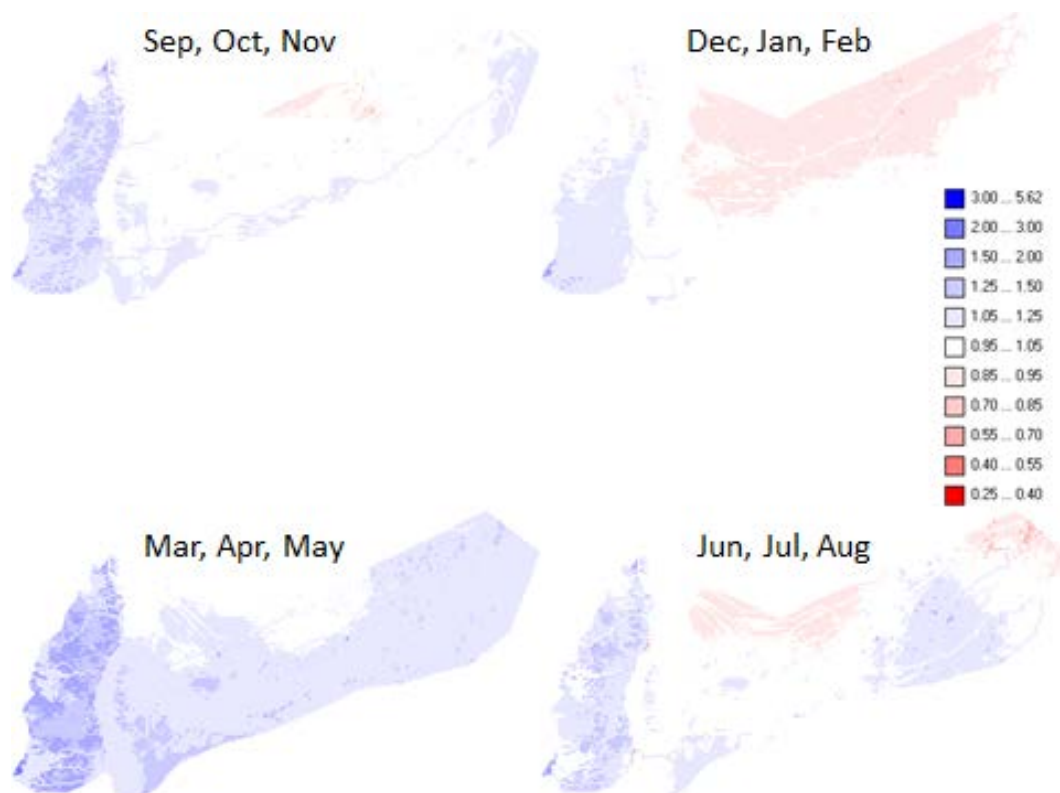 Sep, Oct, Nov
Dec, Jan, Feb
3.00 ... 5.62
2.00 ... 3.00
1.50 ... 2.00
1.25 ... 1.50
1.05 ... 1.25
0.95 ... 1.05
0.85 ... 0.95
0.70 ... 0.85
0.55 ... 0.70
0.40 ... 0.55
0.25 ... 0.40
Mar, Apr, May
Jun, Jul, Aug